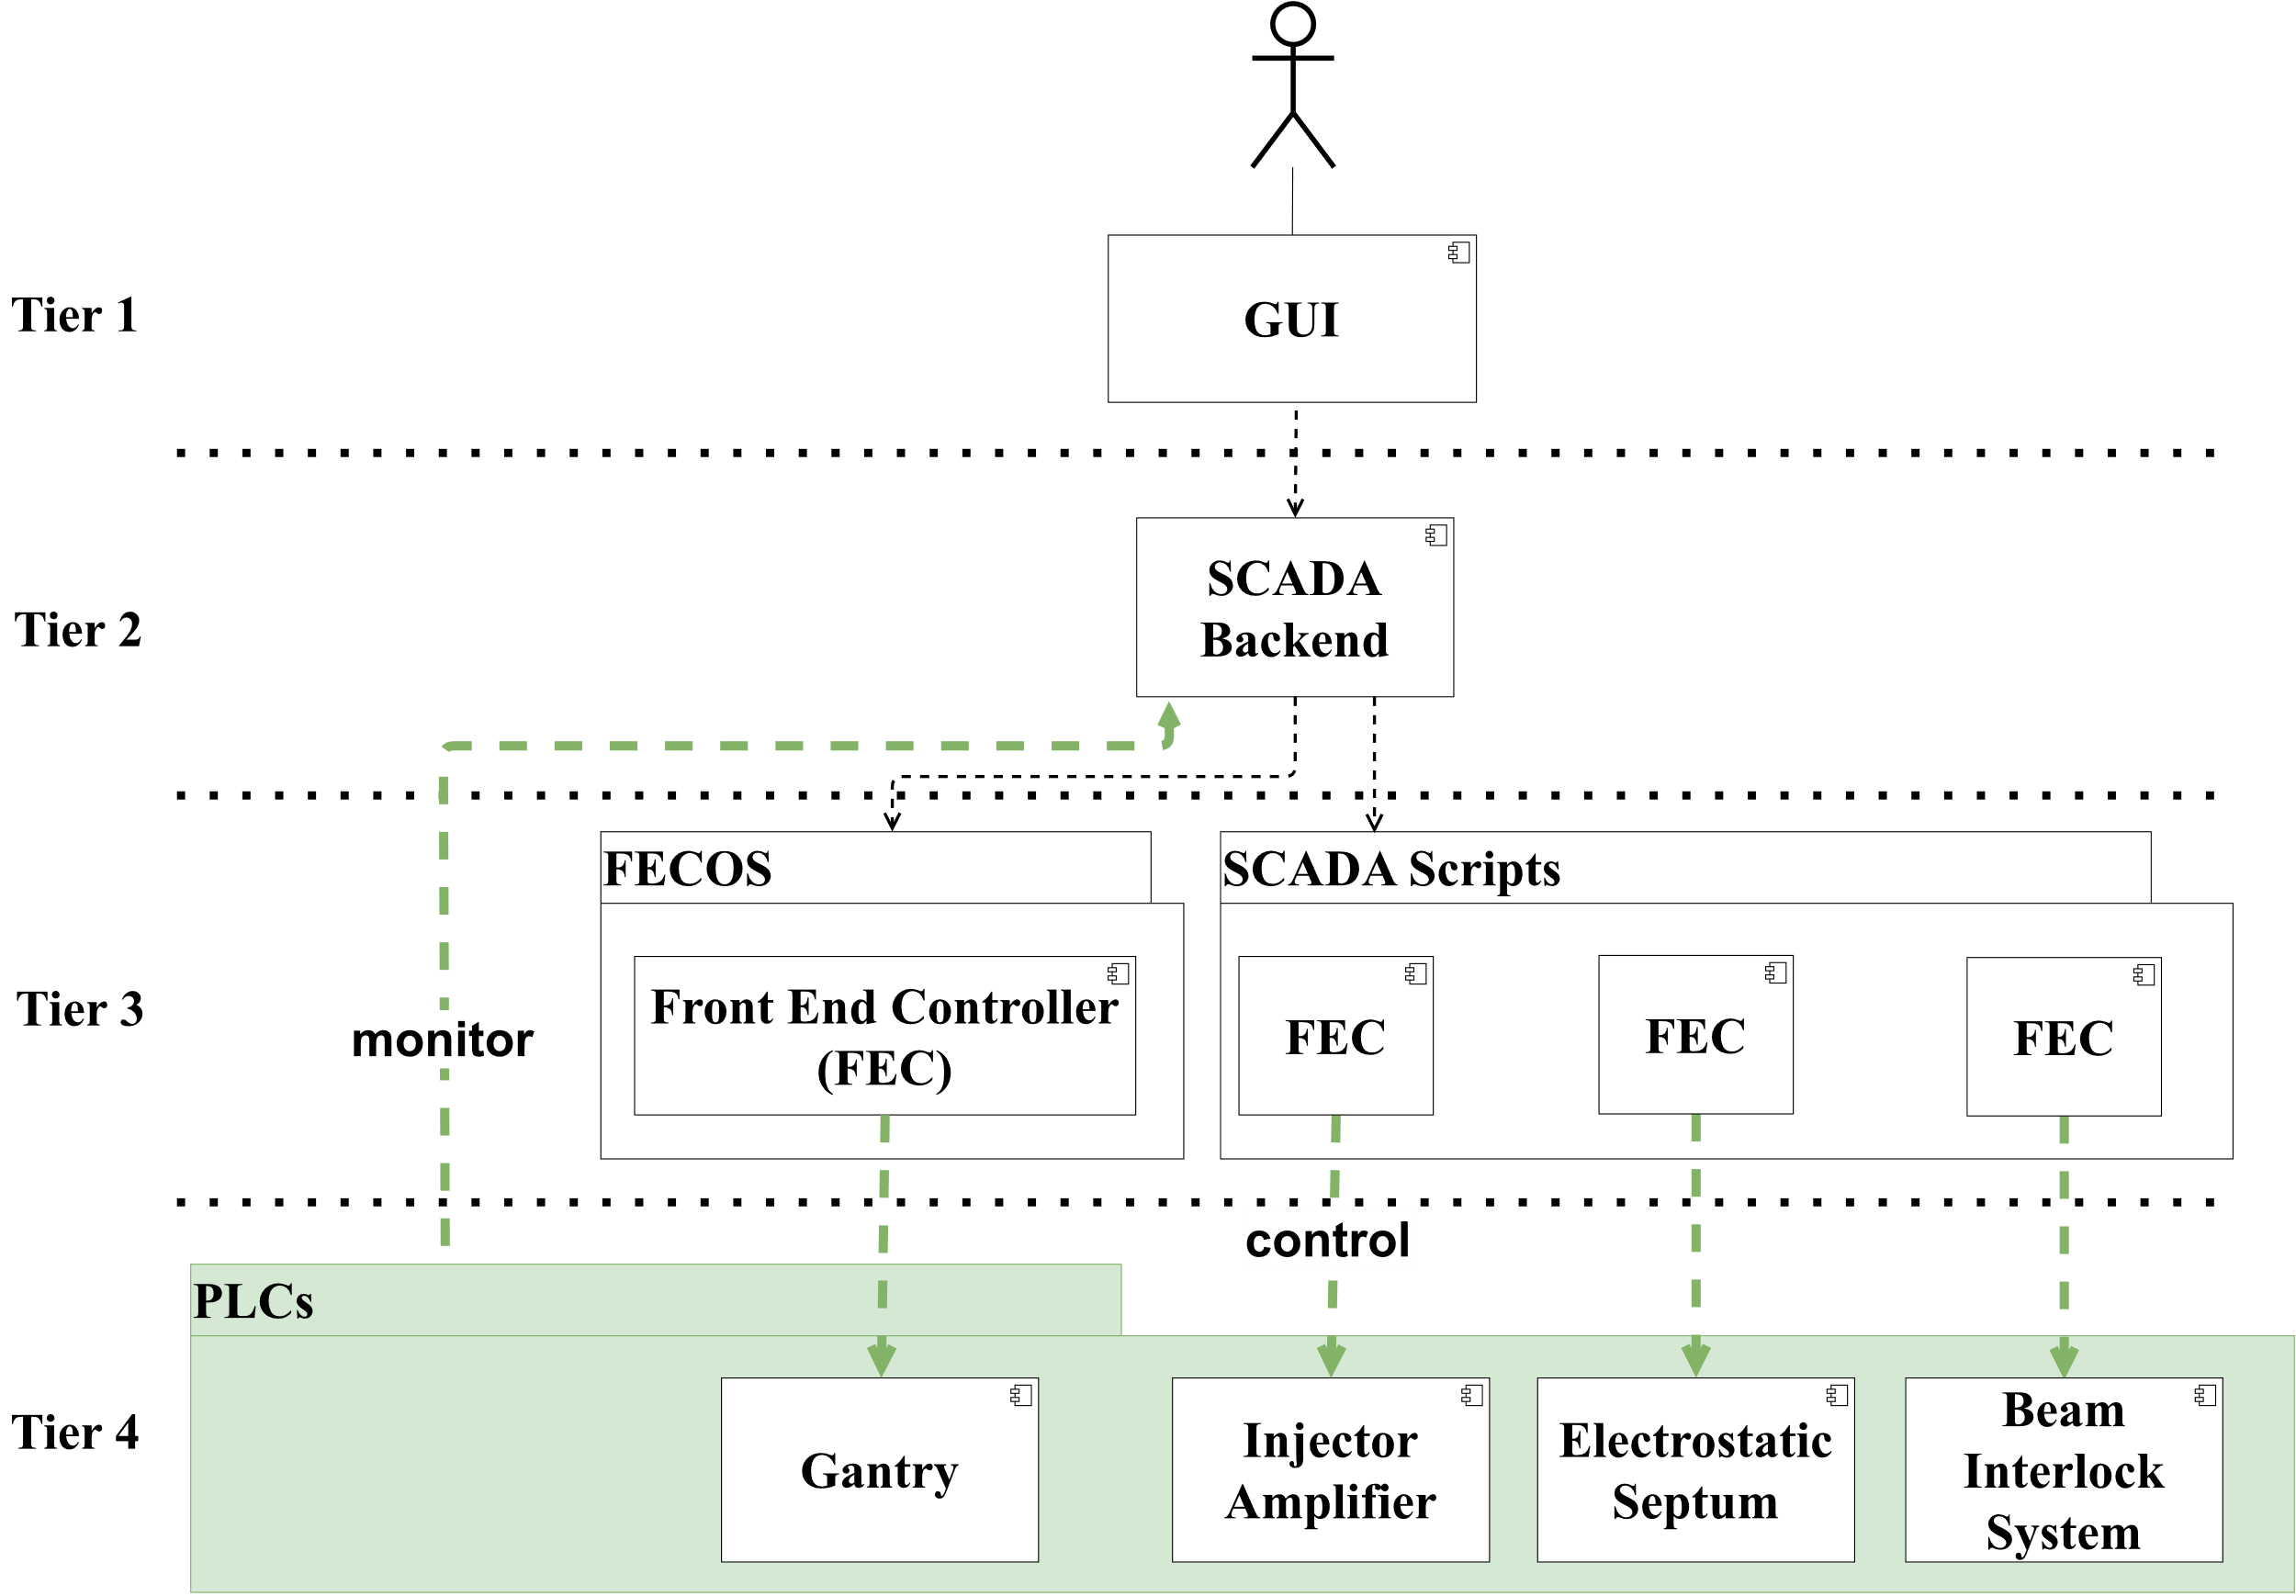 GUI
Tier 1
SCADA
Backend
Tier 2
FECOS
SCADA Scripts
Front End Controller
(FEC)
FEC
FEC
FEC
Tier 3
monitor
control
PLCs
Tier 4
Gantry
Injector
Amplifier
Electrostatic
Septum
Beam
Interlock
System